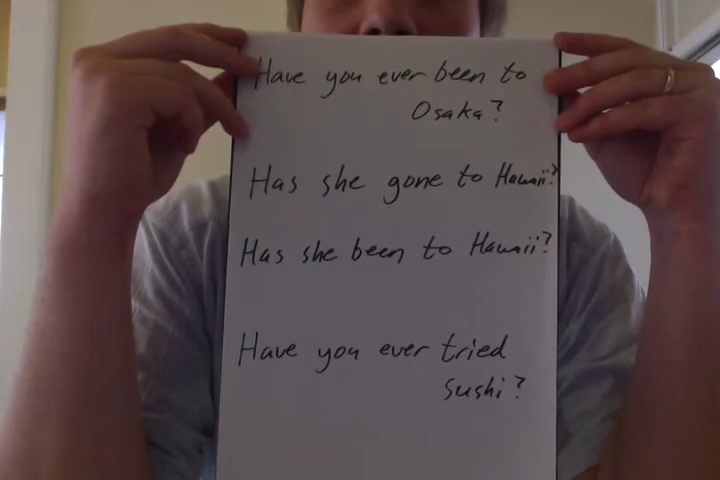 Have you ever been to
Osaka?
Has she gone to Hawaii?
Has she been to Hawaii?
Have you ever tried
sushi?